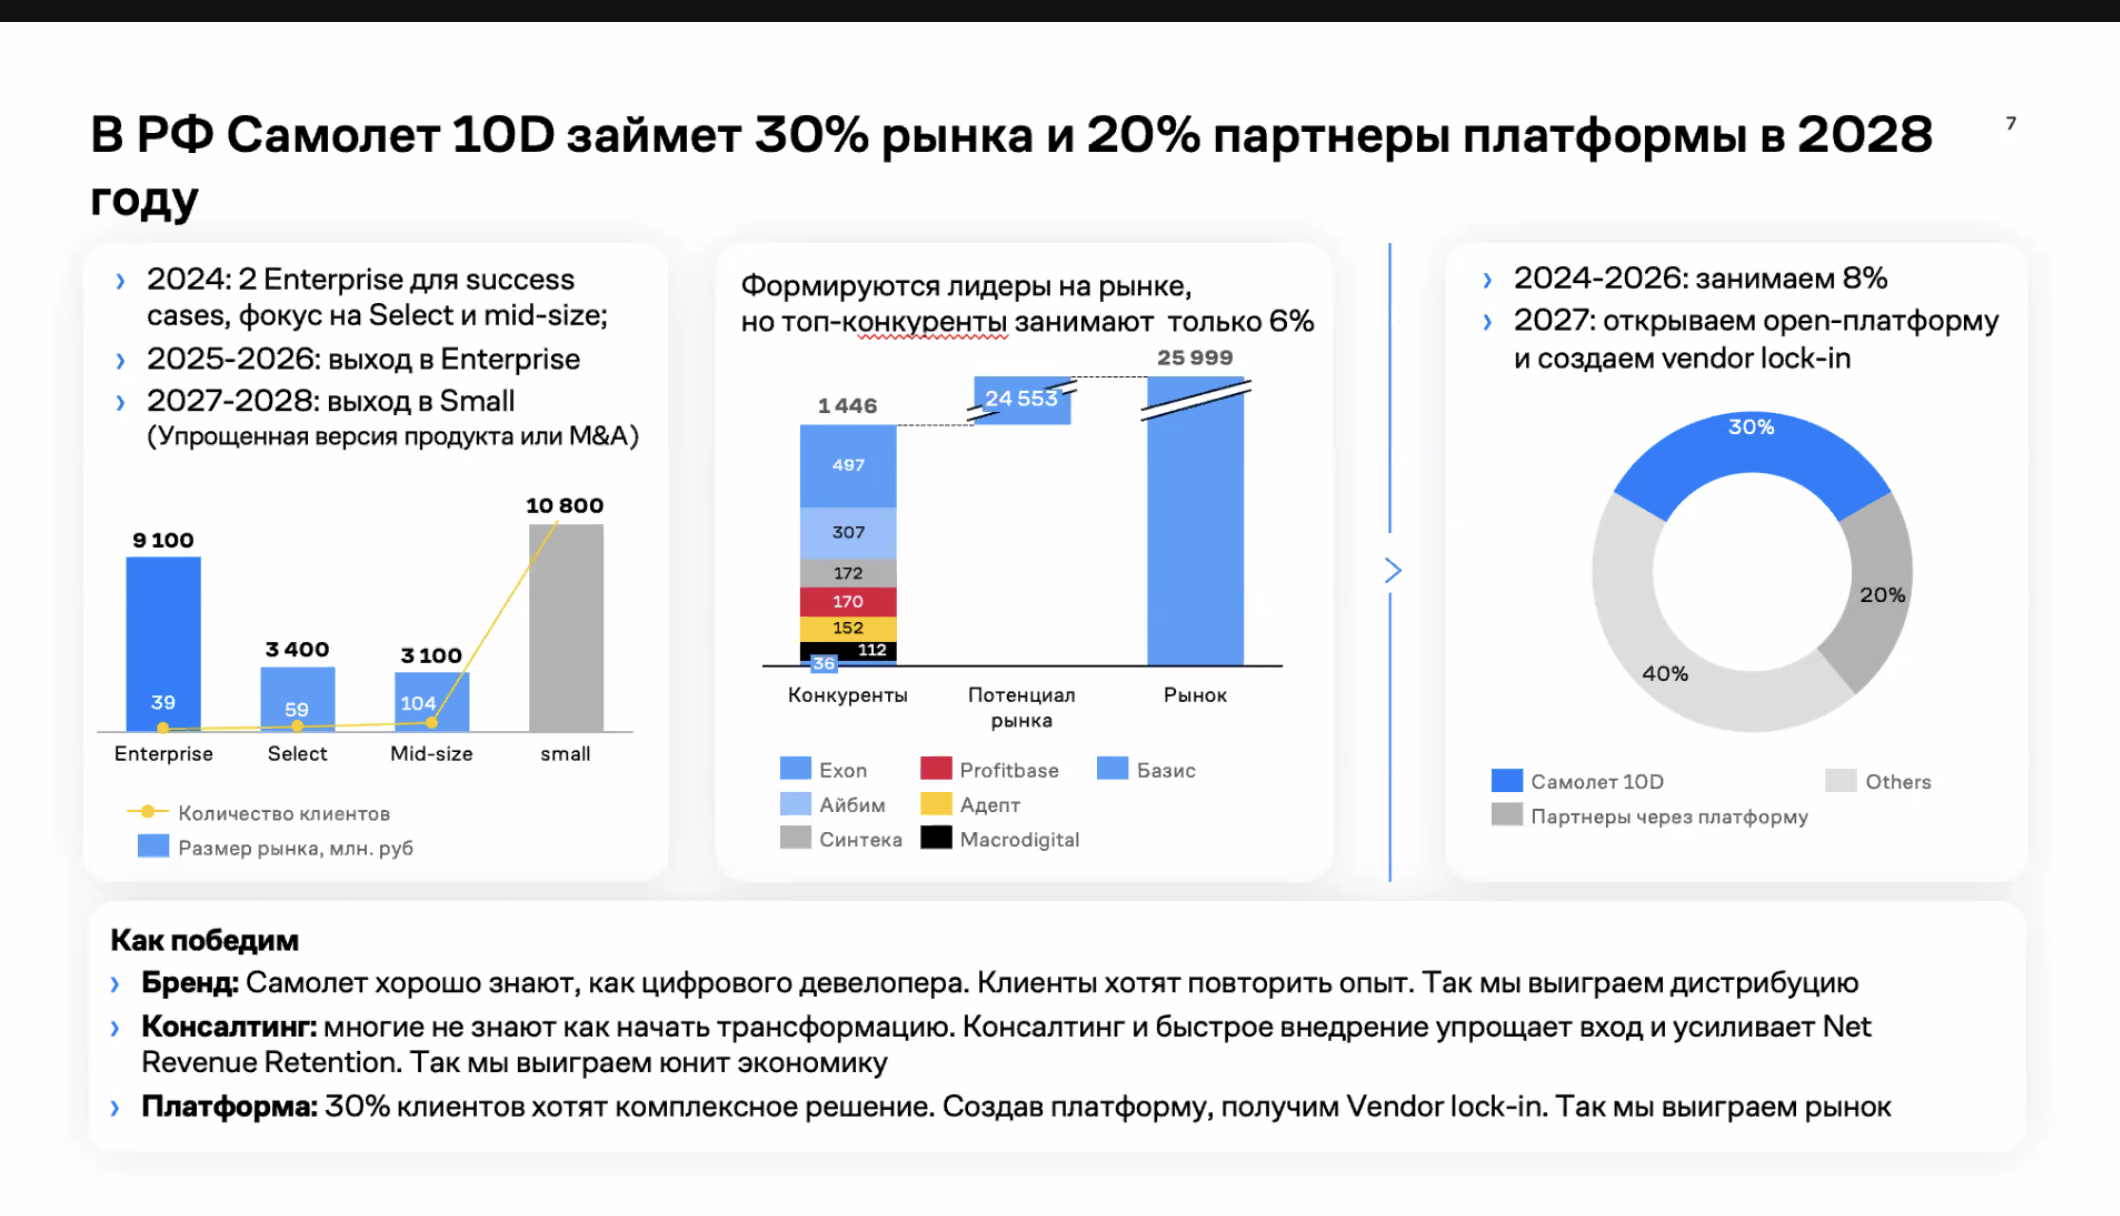 В РФ Самолет 10D займет 30% рынка и 20% партнеры платформы в 2028
году
7
› 2024: 2 Enterprise для success
cases, фокус на Select и mid-size;
› 2025-2026: выход в Enterprise
› 2027-2028: выход в Small
(Упрощенная версия продукта или M&A)
9 100
3 400
3 100
10 800
39
59
104
Enterprise
Select
Mid-size
small
Количество клиентов
Размер рынка, млн. руб
Формируются лидеры на рынке,
но топ-конкуренты занимают только 6%
1 446
24 553
25 999
497
307
172
170
152
112
36
Конкуренты
Потенциал
рынка
Рынок
Exon
Profitbase
Базис
Айбим
Адепт
Синтека
Macrodigital
› 2024-2026: занимаем 8%
› 2027: открываем open-платформу
и создаем vendor lock-in
30%
20%
40%
Самолет 10D
Others
Партнеры через платформу
Как победим
› Бренд: Самолет хорошо знают, как цифрового девелопера. Клиенты хотят повторить опыт. Так мы выиграем дистрибуцию
› Консалтинг: многие не знают как начать трансформацию. Консалтинг и быстрое внедрение упрощает вход и усиливает Net
Revenue Retention. Так мы выиграем юнит экономику
› Платформа: 30% клиентов хотят комплексное решение. Создав платформу, получим Vendor lock-in. Так мы выиграем рынок